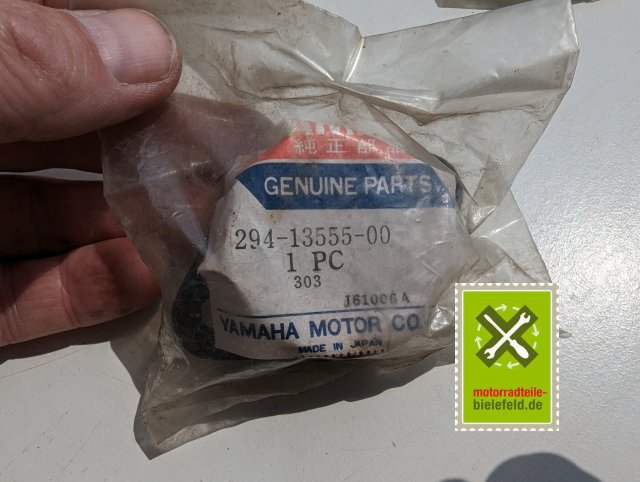 純正部品
GENUINE PARTS
294-13555-00
1 PC
303
J61006A
YAMAHA MOTOR CO
MADE IN JAPAN
motorradteile-
bielefeld.de